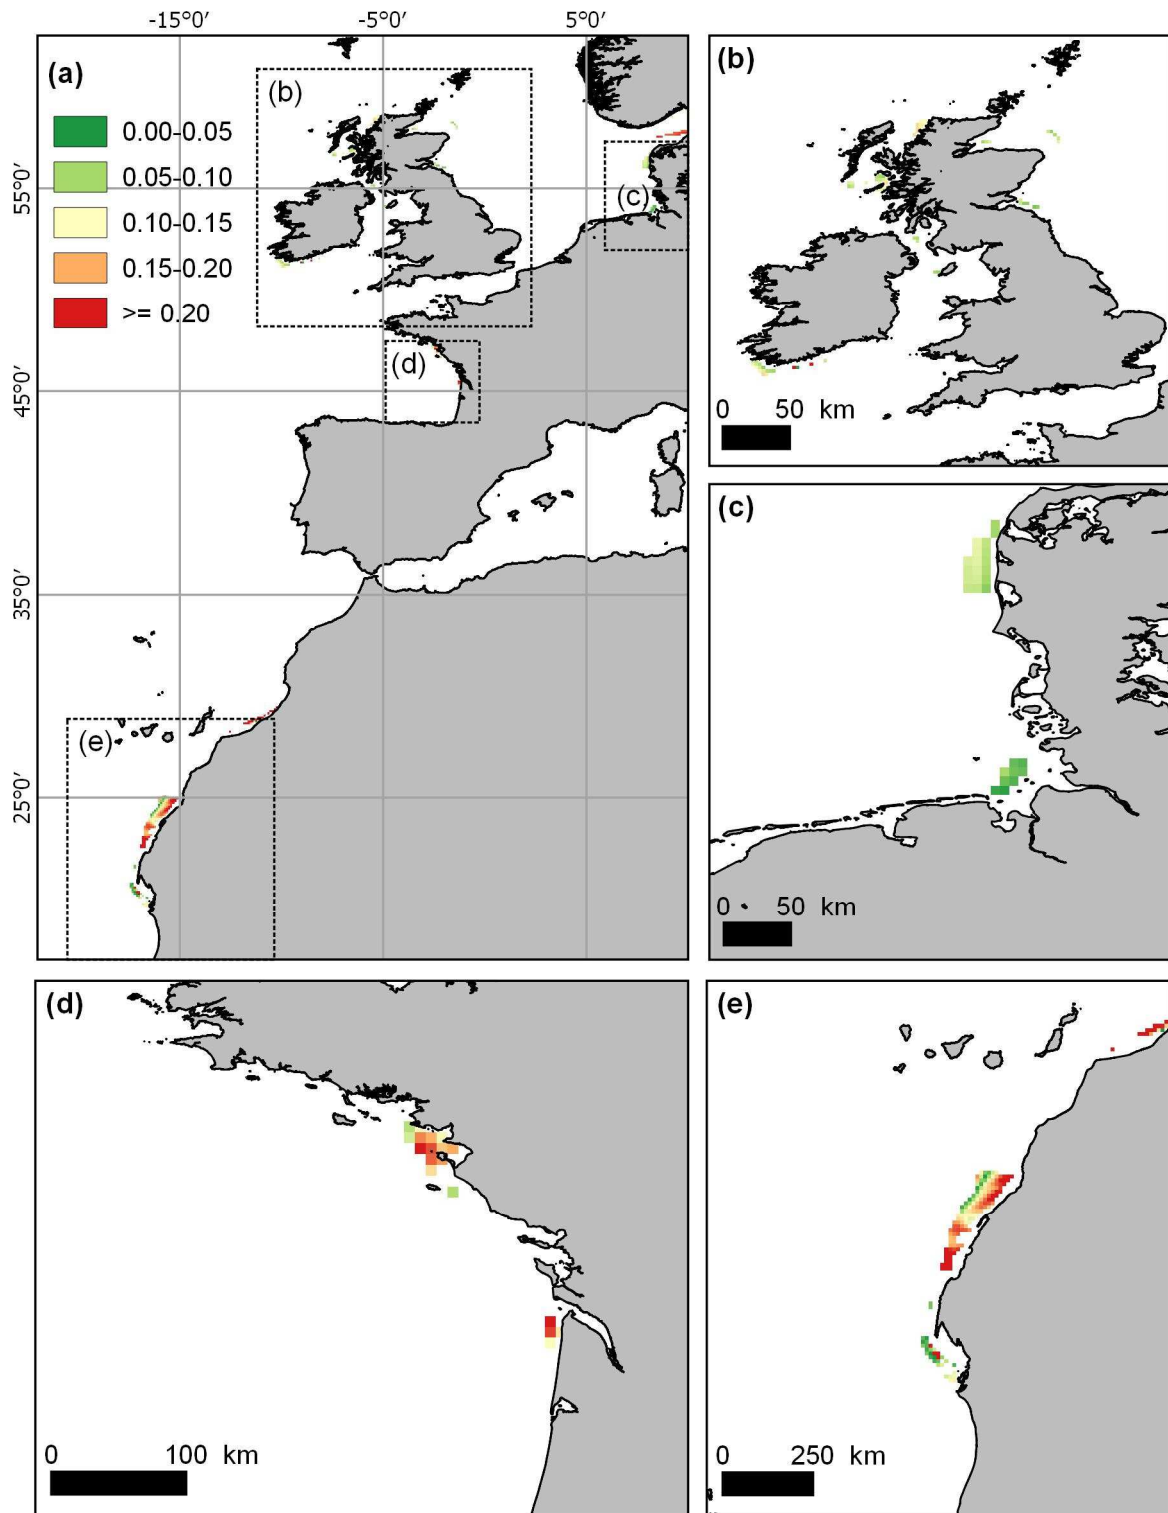 -15°0′ -5°0′ 5°0′
(a)
(b)
0.00-0.05
0.05-0.10
0.10-0.15
0.15-0.20
>= 0.20
(c)
(d)
(e)
55°0′
45°0′
35°0′
25°0′
(b)
0 50 km
(c)
0 50 km
(d)
0 100 km
(e)
0 250 km